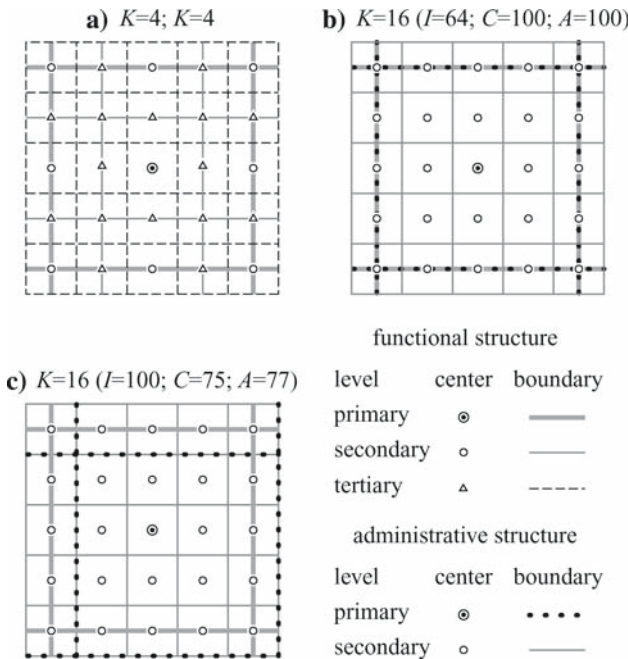 a) K=4; K=4
b) K=16 (I=64; C=100; A=100)
c) K=16 (I=100; C=75; A=77)
functional structure
level center boundary
primary
secondary
tertiary
administrative structure
level center boundary
primary
secondary